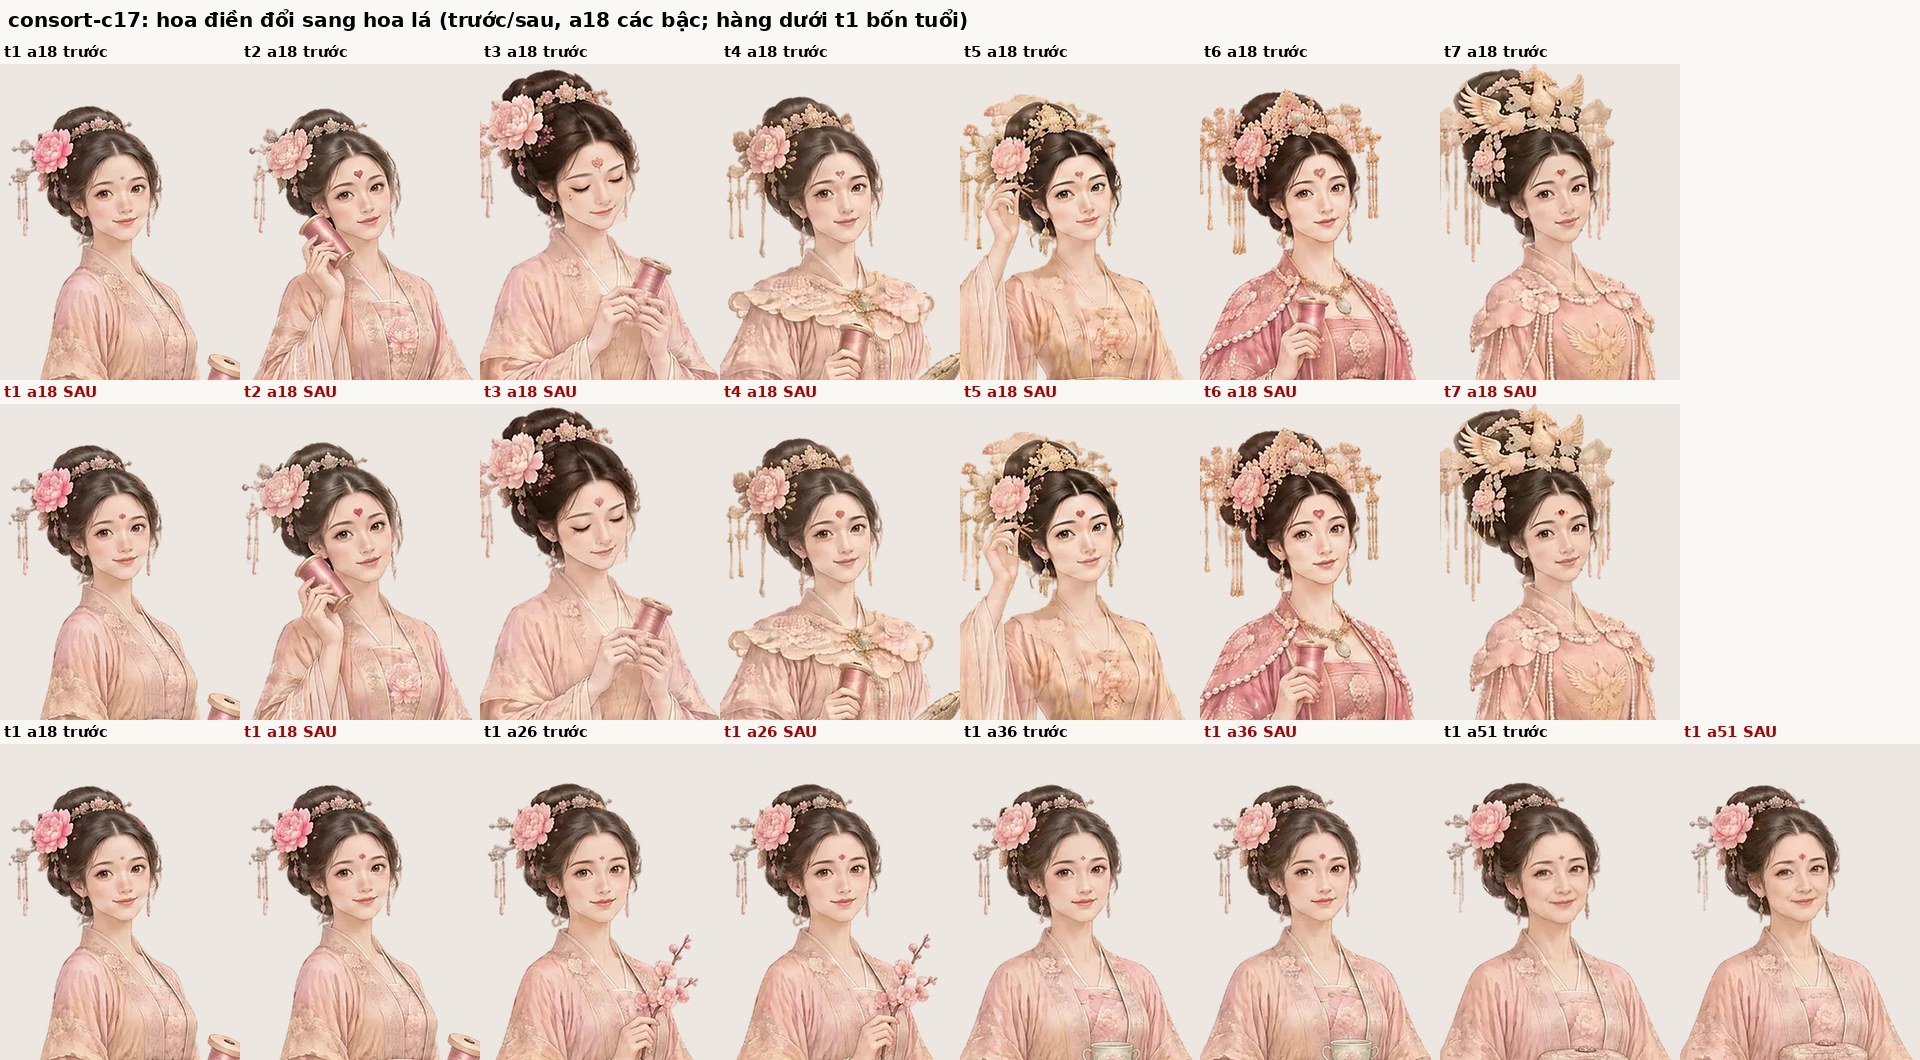 consort-c17: hoa điền đổi sang hoa lá (trước/sau, a18 các bậc; hàng dưới t1 bốn tuổi)
t1 a18 trước t2 a18 trước t3 a18 trước t4 a18 trước t5 a18 trước t6 a18 trước t7 a18 trước
t1 a18 SAU t2 a18 SAU t3 a18 SAU t4 a18 SAU t5 a18 SAU t6 a18 SAU t7 a18 SAU
t1 a18 trước t1 a18 SAU t1 a26 trước t1 a26 SAU t1 a36 trước t1 a36 SAU t1 a51 trước t1 a51 SAU